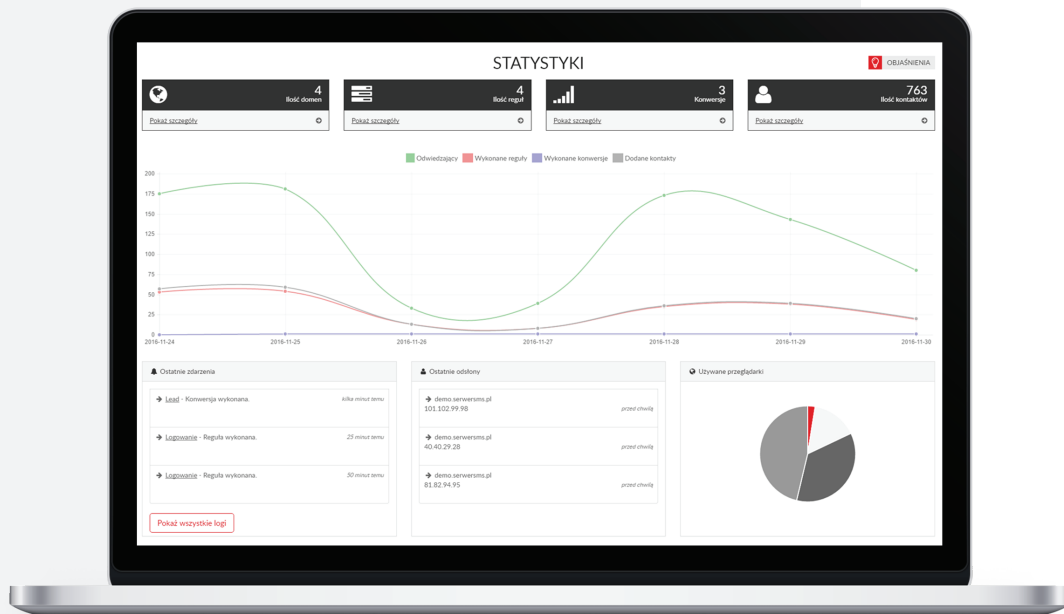 STATYSTYKI
OBJAŚNIENIA
4
Ilość domen
Pokaż szczegóły
4
Ilość reguł
Pokaż szczegóły
3
Konwersje
Pokaż szczegóły
763
Ilość kontaktów
Pokaż szczegóły
Odwiedzający Wykonane reguły Wykonane konwersje Dodane kontakty
200
175
150
125
100
75
50
25
0
2016-11-24 2016-11-25 2016-11-26 2016-11-27 2016-11-28 2016-11-29 2016-11-30
Ostatnie zdarzenia
Lead - Konwersja wykonana. kilka minut temu
Logowanie - Reguła wykonana. 25 minut temu
Logowanie - Reguła wykonana. 50 minut temu
Pokaż wszystkie logi
Ostatnie odsłony
demo.serwersms.pl
101.102.99.98 przed chwilą
demo.serwersms.pl
40.40.29.28 przed chwilą
demo.serwersms.pl
81.82.94.95 przed chwilą
Używane przeglądarki